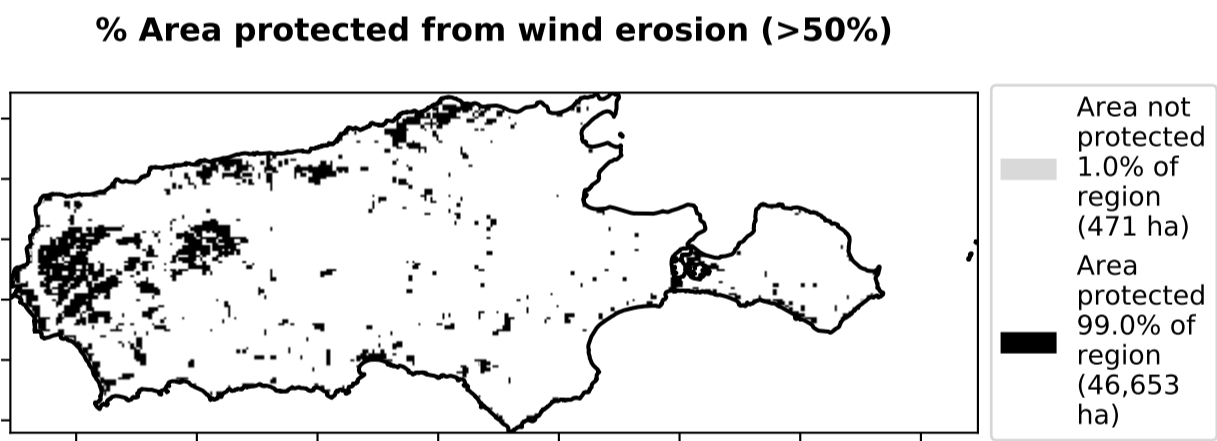 % Area protected from wind erosion (>50%)
Area not
protected
1.0% of
region
(471 ha)
Area
protected
99.0% of
region
(46,653
ha)